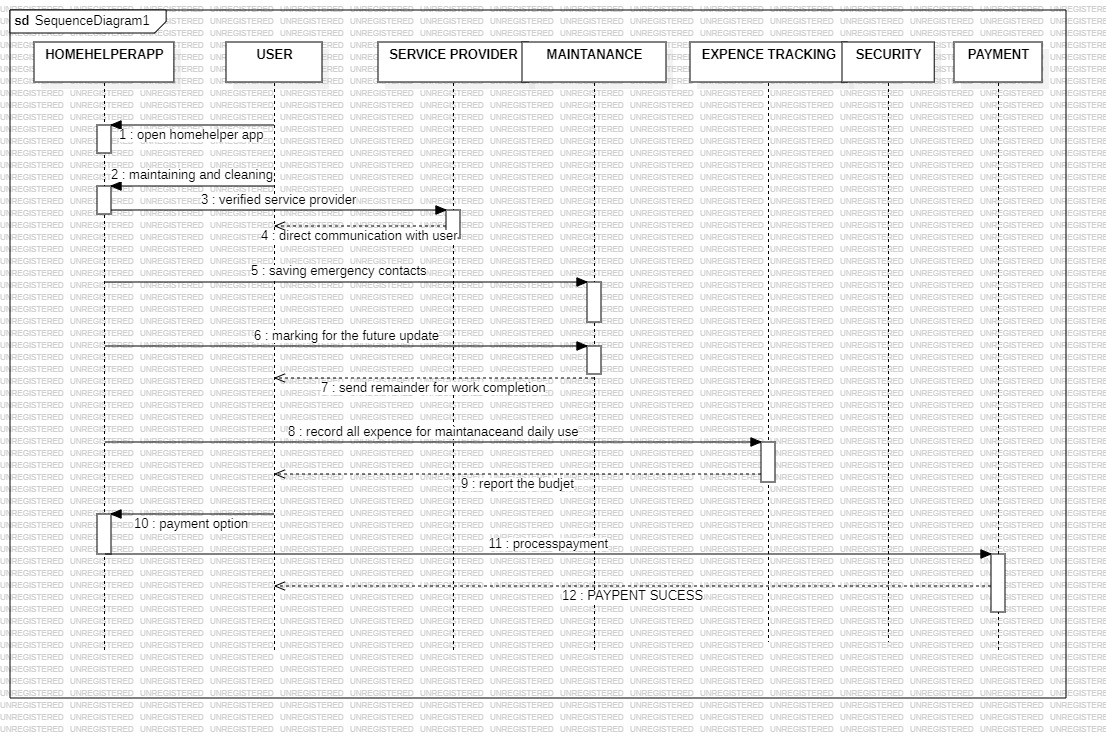 sd SequenceDiagram1
HOMEHELPERAPP USER SERVICE PROVIDER MAINTANANCE EXPENCE TRACKING SECURITY PAYMENT
1 : open homehelper app
2 : maintaining and cleaning
3 : verified service provider
4 : direct communication with user
5 : saving emergency contacts
6 : marking for the future update
7 : send remainder for work completion
8 : record all expence for maintanaceand daily use
9 : report the budjet
10 : payment option
11 : processpayment
12 : PAYPENT SUCESS
UNREGISTERED